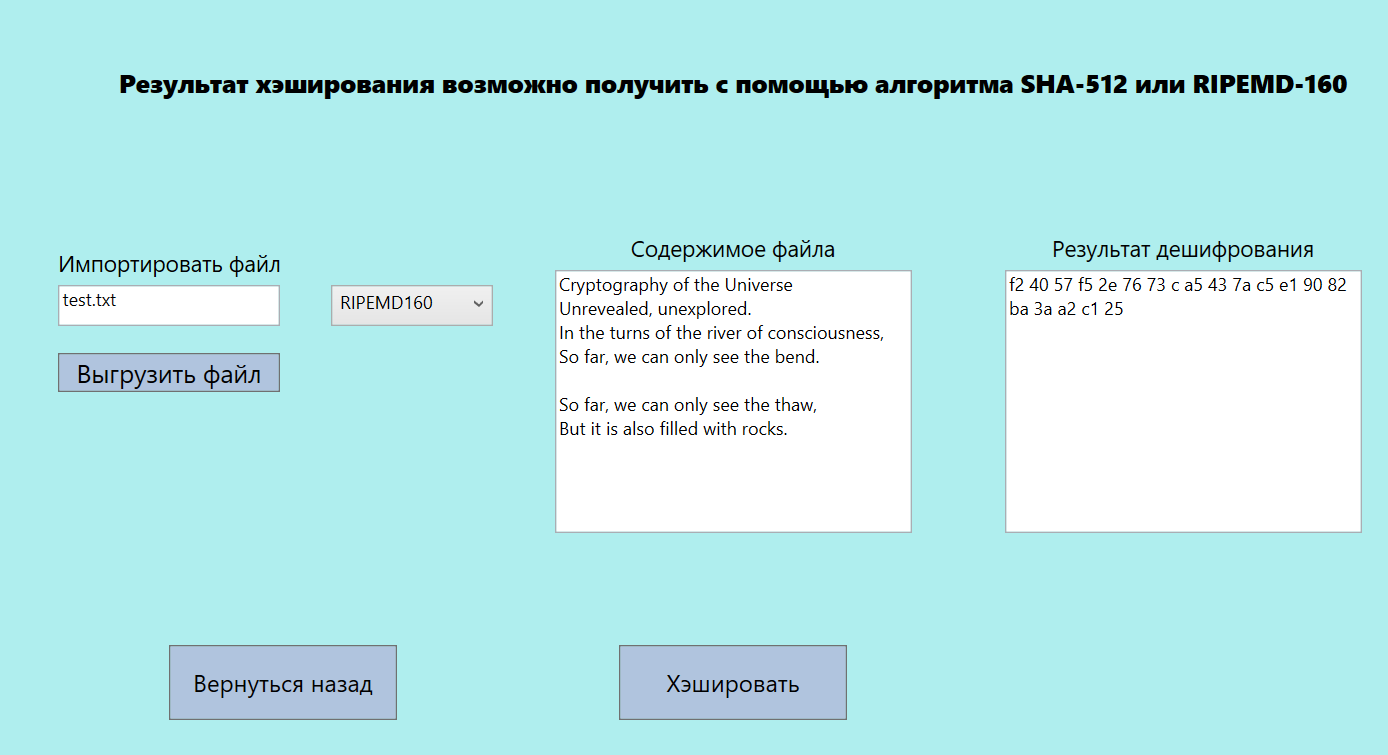 Результат хэширования возможно получить с помощью алгоритма SHA-512 или RIPEMD-160
Импортировать файл
test.txt
Выгрузить файл
RIPEMD160
Содержимое файла
Cryptography of the Universe
Unrevealed, unexplored.
In the turns of the river of consciousness,
So far, we can only see the bend.
So far, we can only see the thaw,
But it is also filled with rocks.
Результат дешифрования
f2 40 57 f5 2e 76 73 c a5 43 7a c5 e1 90 82
ba 3a a2 c1 25
Вернуться назад
Хэшировать